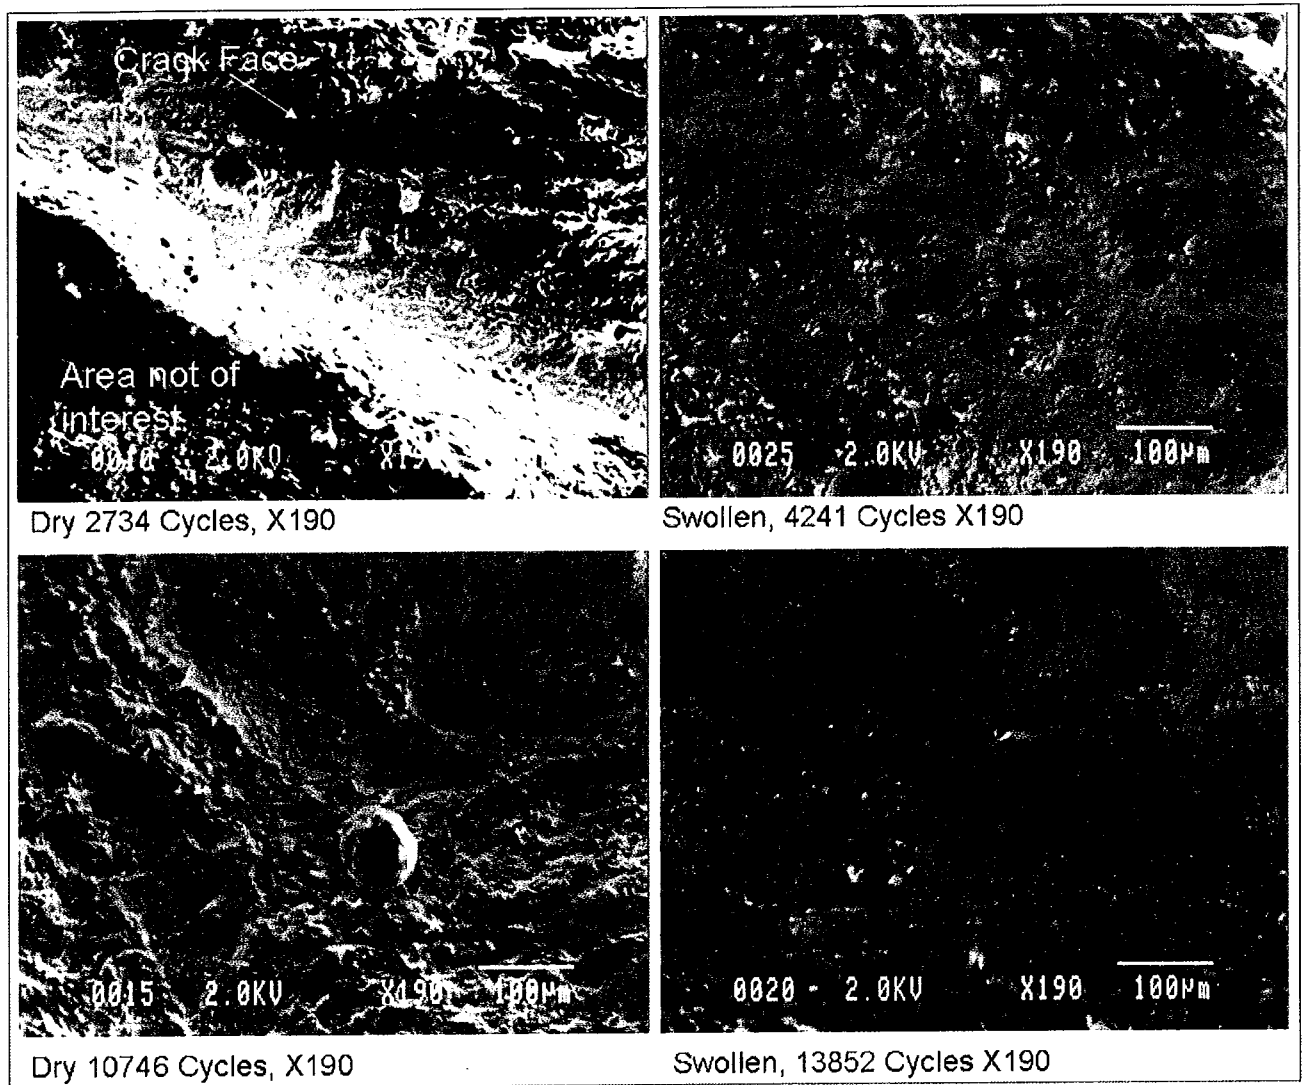 Crack Face
Area not of
interest
2.0K
0025 2.0KV X190 100µm
Dry 2734 Cycles, X190
Swollen, 4241 Cycles X190
0015 2.0KV X190 100µm
0020 2.0KV X190 100µm
Dry 10746 Cycles, X190
Swollen, 13852 Cycles X190